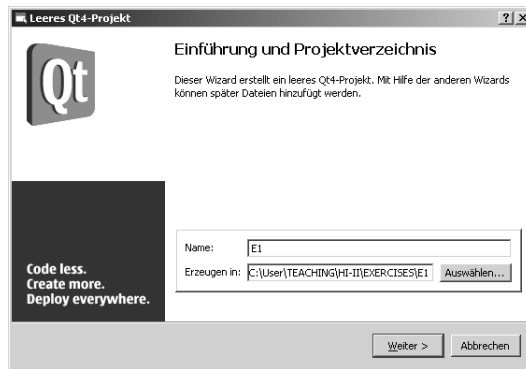 Leeres Qt4-Projekt
Qt
Einführung und Projektverzeichnis
Dieser Wizard erstellt ein leeres Qt4-Projekt. Mit Hilfe der anderen Wizards
können später Dateien hinzugefügt werden.
Name: E1
Erzeugen in: C:\User\TEACHING\HI-II\EXERCISES\E1 Auswählen...
Code less.
Create more.
Deploy everywhere.
Weiter > Abbrechen